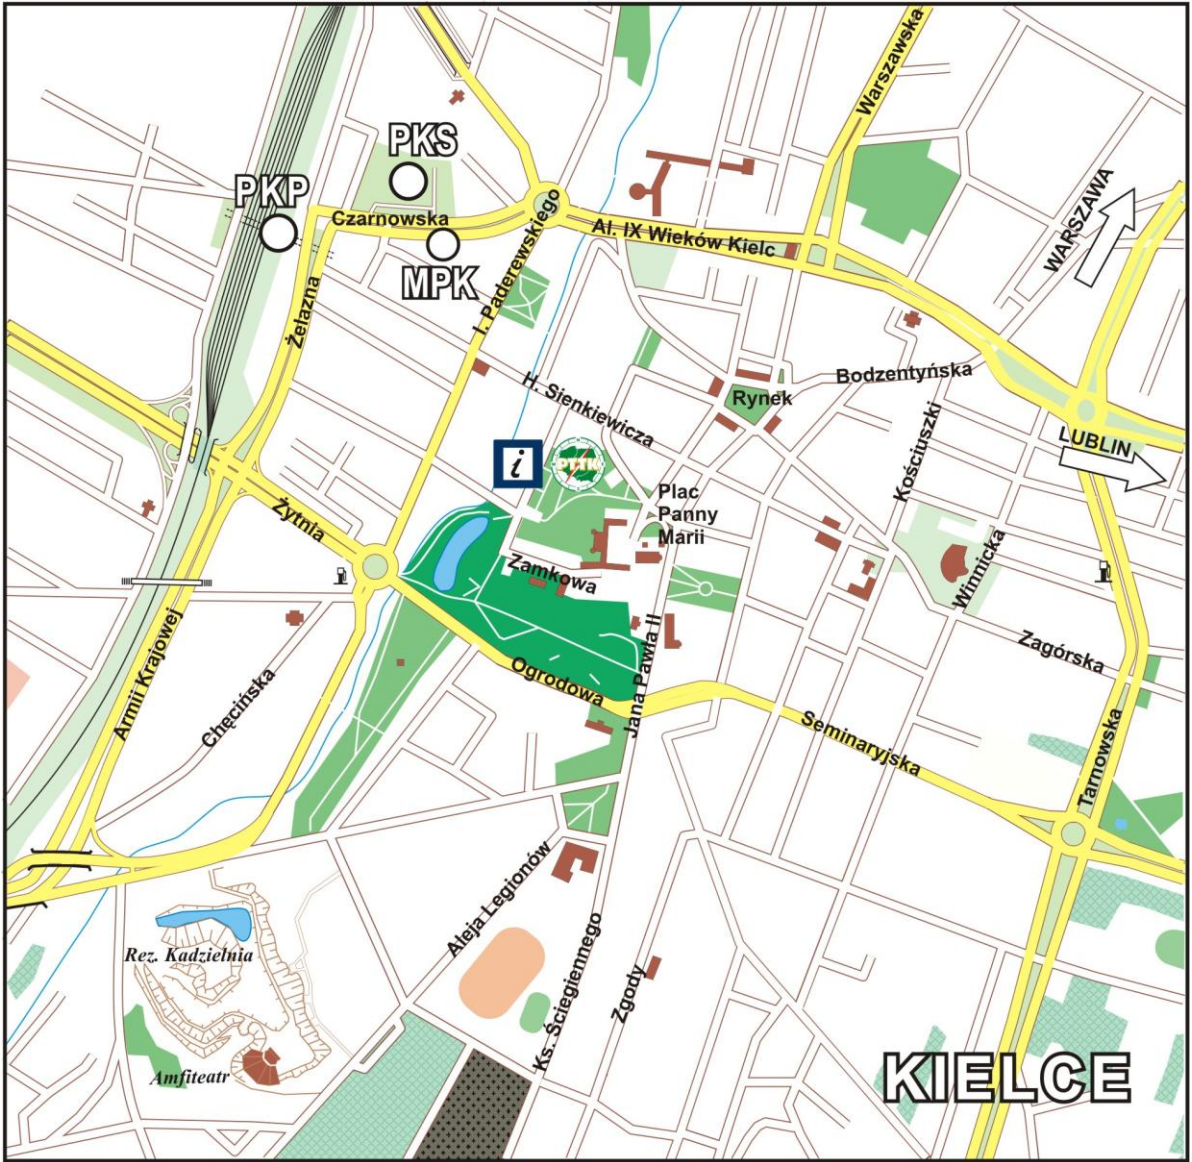 Warszawska
PKS
PKP
Czarnowska
MPK
Al. IX Wieków Kielc
WARSZAWA
I. Paderewskiego
Żelazna
H. Sienkiewicza
Bodzentyńska
Rynek
Kościuszki
LUBLIN
i
PTTK
Plac
Panny
Marii
Żytnia
Zamkowa
Winnicka
Zagórska
Armii Krajowej
Chęcińska
Ogrodowa
Jana Pawła II
Seminaryjska
Tarnowska
Aleja Legionów
Rez. Kadzielnia
Ks. Ściegiennego
Zgody
Amfiteatr
KIELCE